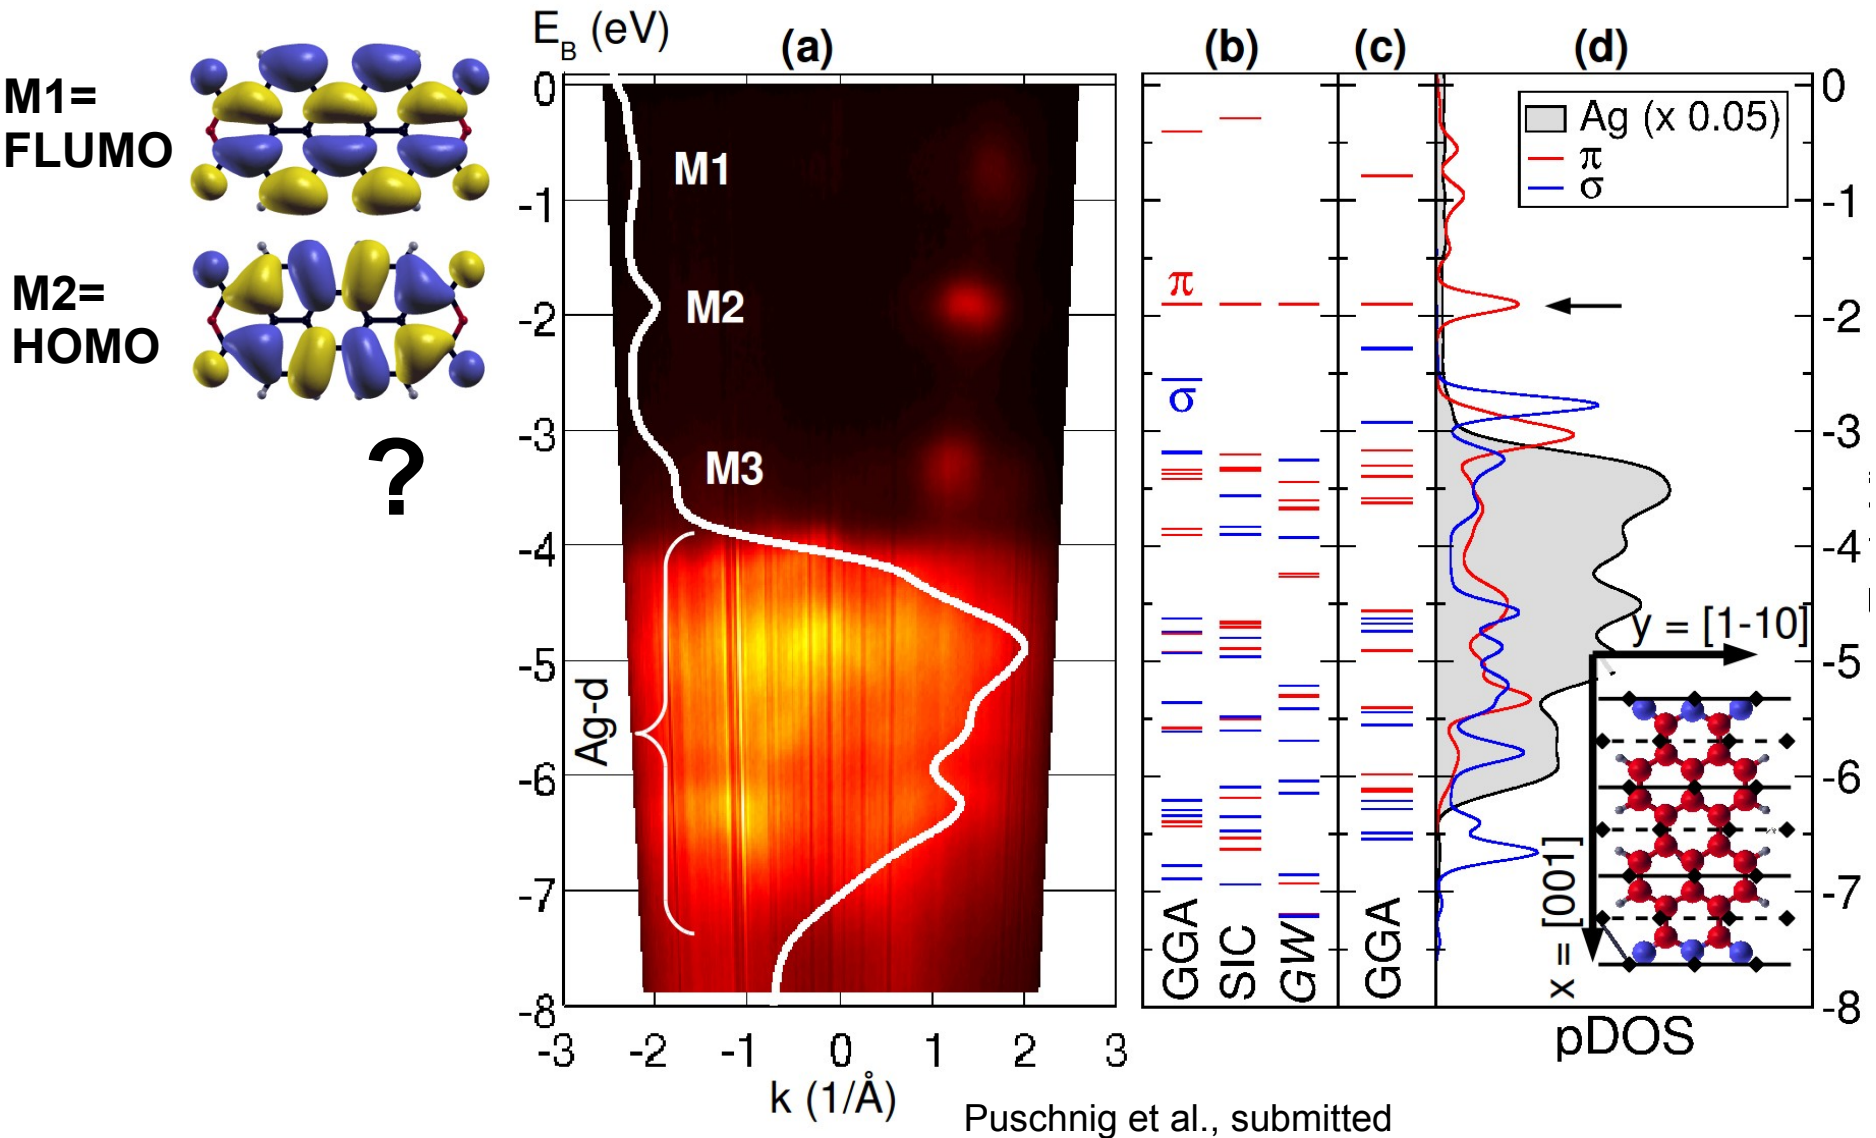 M1=
FLUMO
M2=
HOMO
?
E_B (eV)
(a)
(b)
(c)
(d)
0
-1
-2
-3
-4
-5
-6
-7
-8
M1
M2
M3
Ag-d
-3 -2 -1 0 1 2 3
k (1/Å)
π
σ
GGA
SIC
GW
GGA
Ag (x 0.05)
π
σ
y = [1-10]
x = [001]
pDOS
0
-1
-2
-3
-4
-5
-6
-7
-8
Puschnig et al., submitted